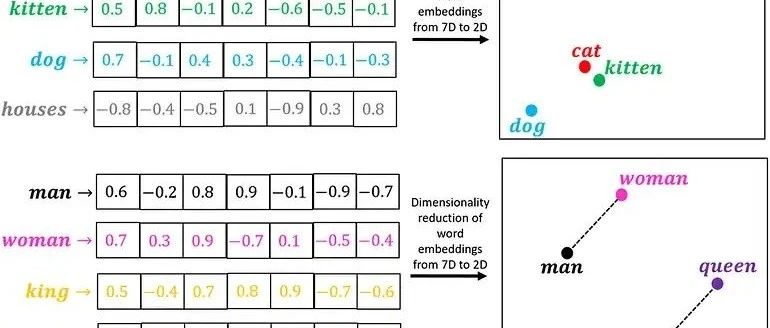 kitten → 0.5 0.8 −0.1 0.2 −0.6 −0.5 −0.1
embeddings
from 7D to 2D
cat
kitten
dog → 0.7 −0.1 0.4 0.3 −0.4 −0.1 −0.3
houses → −0.8 −0.4 −0.5 0.1 −0.9 0.3 0.8
dog
man → 0.6 −0.2 0.8 0.9 −0.1 −0.9 −0.7
woman
Dimensionality
reduction of
word
embeddings
from 7D to 2D
woman → 0.7 0.3 0.9 −0.7 0.1 −0.5 −0.4
man
queen
king → 0.5 −0.4 0.7 0.8 0.9 −0.7 −0.6